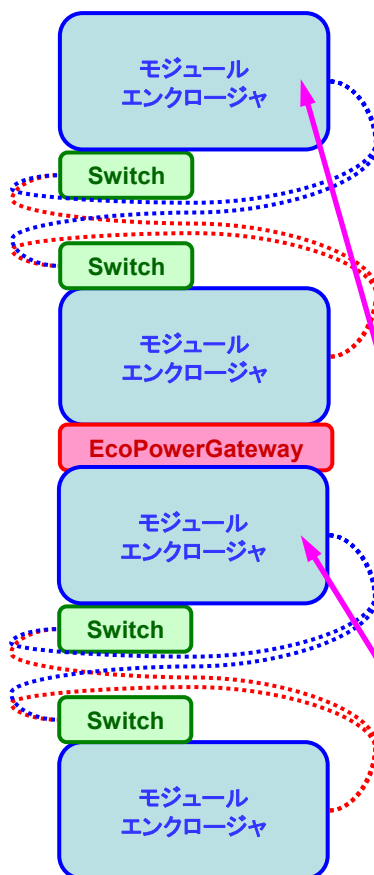 モジュール
エンクロージャ
Switch
Switch
モジュール
エンクロージャ
EcoPowerGateway
モジュール
エンクロージャ
Switch
Switch
モジュール
エンクロージャ